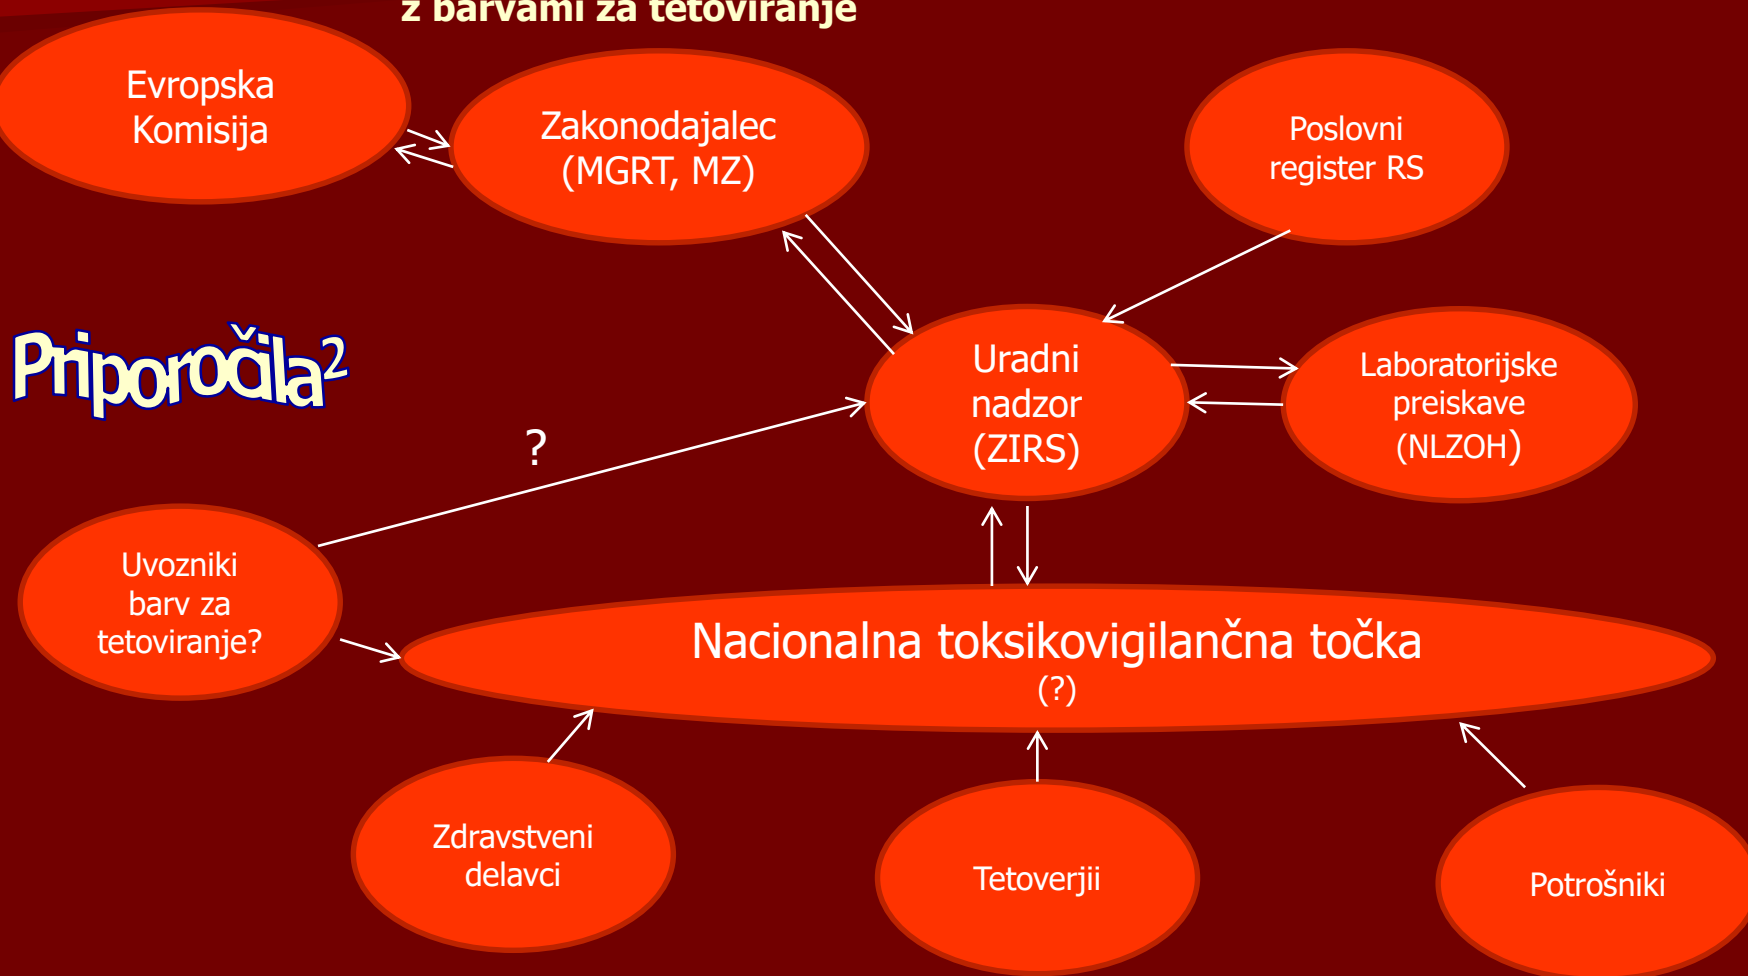 z barvami za tetoviranje
Evropska
Komisija
Zakonodajalec
(MGRT, MZ)
Poslovni
register RS
Priporočila2
Uradni
nadzor
(ZIRS)
Laboratorijske
preiskave
(NLZOH)
?
Uvozniki
barv za
tetoviranje?
Nacionalna toksikovigilančna točka
(?)
Zdravstveni
delavci
Tetoverjii
Potrošniki